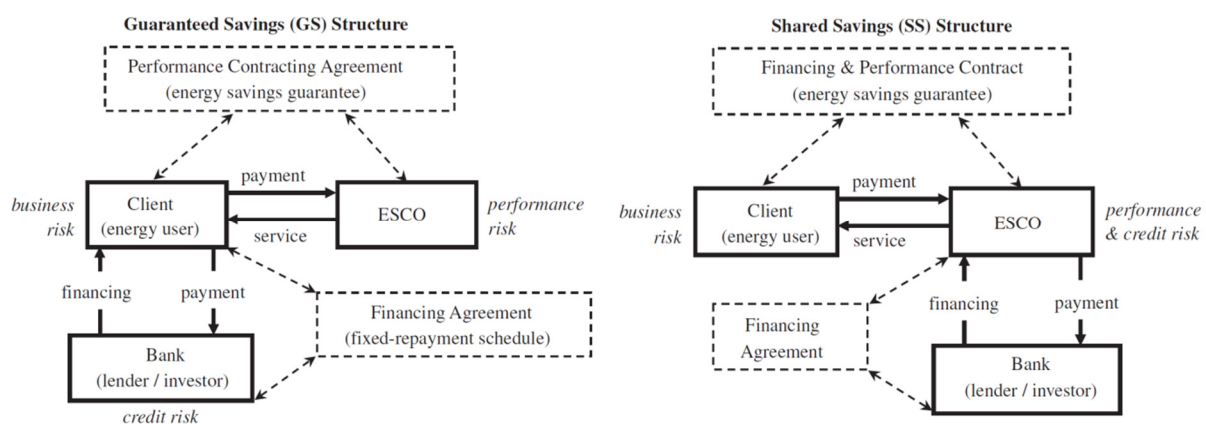 Guaranteed Savings (GS) Structure
Performance Contracting Agreement
(energy savings guarantee)
business
risk
Client
(energy user)
payment
service
ESCO
performance
risk
financing
payment
Financing Agreement
(fixed-repayment schedule)
Bank
(lender / investor)
credit risk
Shared Savings (SS) Structure
Financing & Performance Contract
(energy savings guarantee)
business
risk
Client
(energy user)
payment
service
ESCO
performance
& credit risk
Financing
Agreement
financing
payment
Bank
(lender / investor)